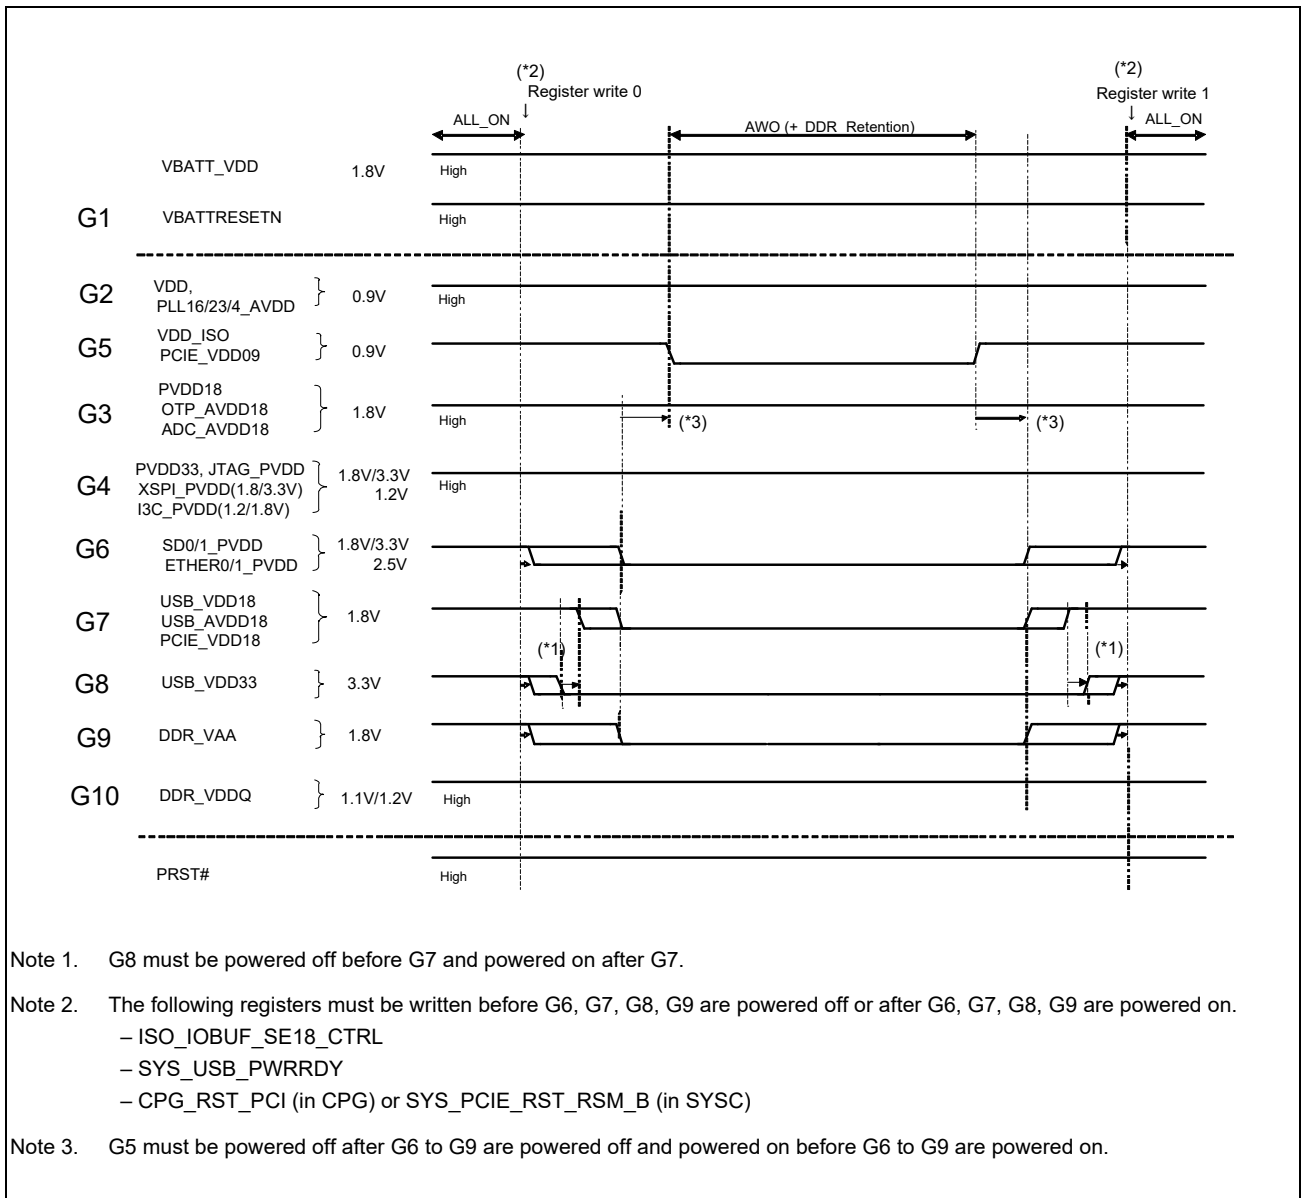 (*2)
Register write 0
(*2)
Register write 1
↓
↓
ALL_ON
AWO (+ DDR Retention)
ALL_ON
VBATT_VDD 1.8V High
G1 VBATTRESETN High
G2 VDD,
PLL16/23/4_AVDD } 0.9V High
G5 VDD_ISO
PCIE_VDD09 } 0.9V
G3 PVDD18
OTP_AVDD18 } 1.8V High (*3) (*3)
ADC_AVDD18
G4 PVDD33, JTAG_PVDD 1.8V/3.3V
XSPI_PVDD(1.8/3.3V) } 1.2V High
I3C_PVDD(1.2/1.8V)
G6 SD0/1_PVDD } 1.8V/3.3V
ETHER0/1_PVDD 2.5V
G7 USB_VDD18
USB_AVDD18 } 1.8V
PCIE_VDD18
(*1) (*1)
G8 USB_VDD33 } 3.3V
G9 DDR_VAA } 1.8V
G10 DDR_VDDQ } 1.1V/1.2V High
PRST# High
Note 1. G8 must be powered off before G7 and powered on after G7.
Note 2. The following registers must be written before G6, G7, G8, G9 are powered off or after G6, G7, G8, G9 are powered on.
– ISO_IOBUF_SE18_CTRL
– SYS_USB_PWRRDY
– CPG_RST_PCI (in CPG) or SYS_PCIE_RST_RSM_B (in SYSC)
Note 3. G5 must be powered off after G6 to G9 are powered off and powered on before G6 to G9 are powered on.